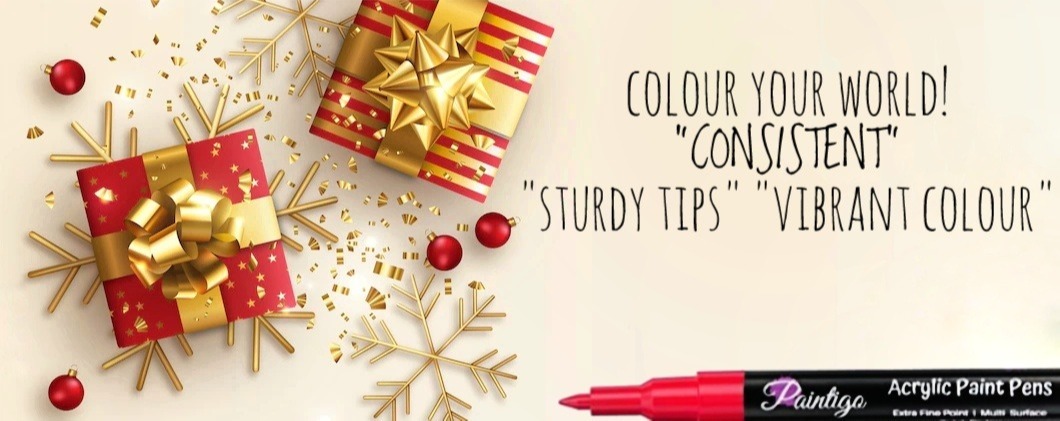 COLOUR YOUR WORLD!
"CONSISTENT"
"STURDY TIPS" "VIBRANT COLOUR"
Paintigo
Acrylic Paint Pens
Extra Fine Point | Multi Surface